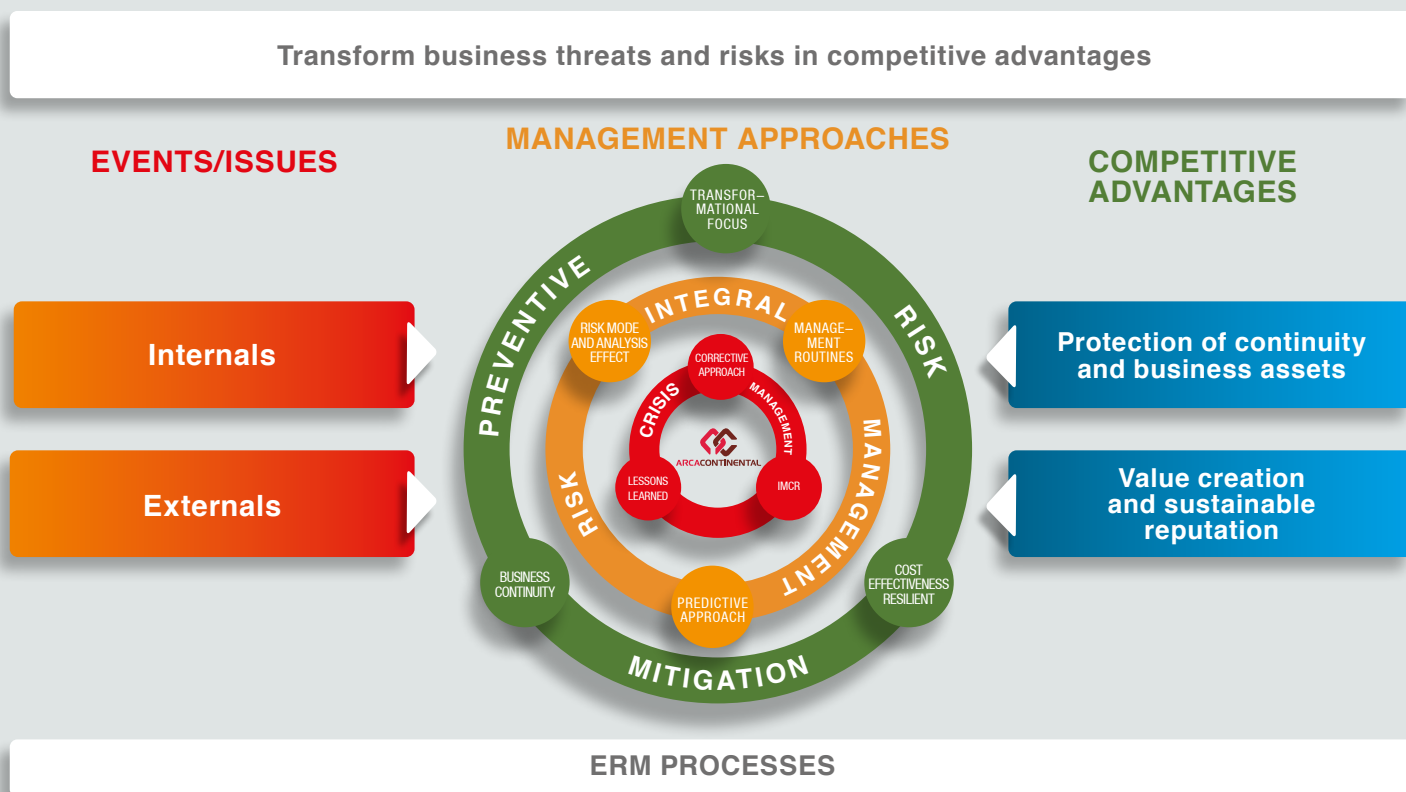 Transform business threats and risks in competitive advantages
EVENTS/ISSUES
MANAGEMENT APPROACHES
COMPETITIVE
ADVANTAGES
Internals
Externals
TRANSFOR–
MATIONAL
FOCUS
PREVENTIVE
RISK
MITIGATION
BUSINESS
CONTINUITY
COST
EFFECTIVENESS
RESILIENT
INTEGRAL
RISK
MANAGEMENT
RISK MODE
AND ANALYSIS
EFFECT
MANAGE–
MENT
ROUTINES
PREDICTIVE
APPROACH
CORRECTIVE
APPROACH
CRISIS
MANAGEMENT
ARCACONTINENTAL
LESSONS
LEARNED
IMCR
Protection of continuity
and business assets
Value creation
and sustainable
reputation
ERM PROCESSES